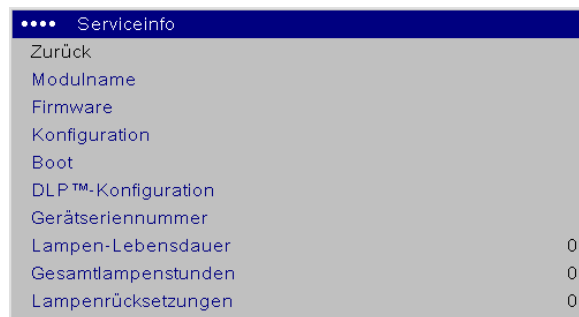 •••• Serviceinfo
Zurück
Modulname
Firmware
Konfiguration
Boot
DLP™-Konfiguration
Gerätseriennummer
Lampen-Lebensdauer 0
Gesamtlampenstunden 0
Lampenrücksetzungen 0